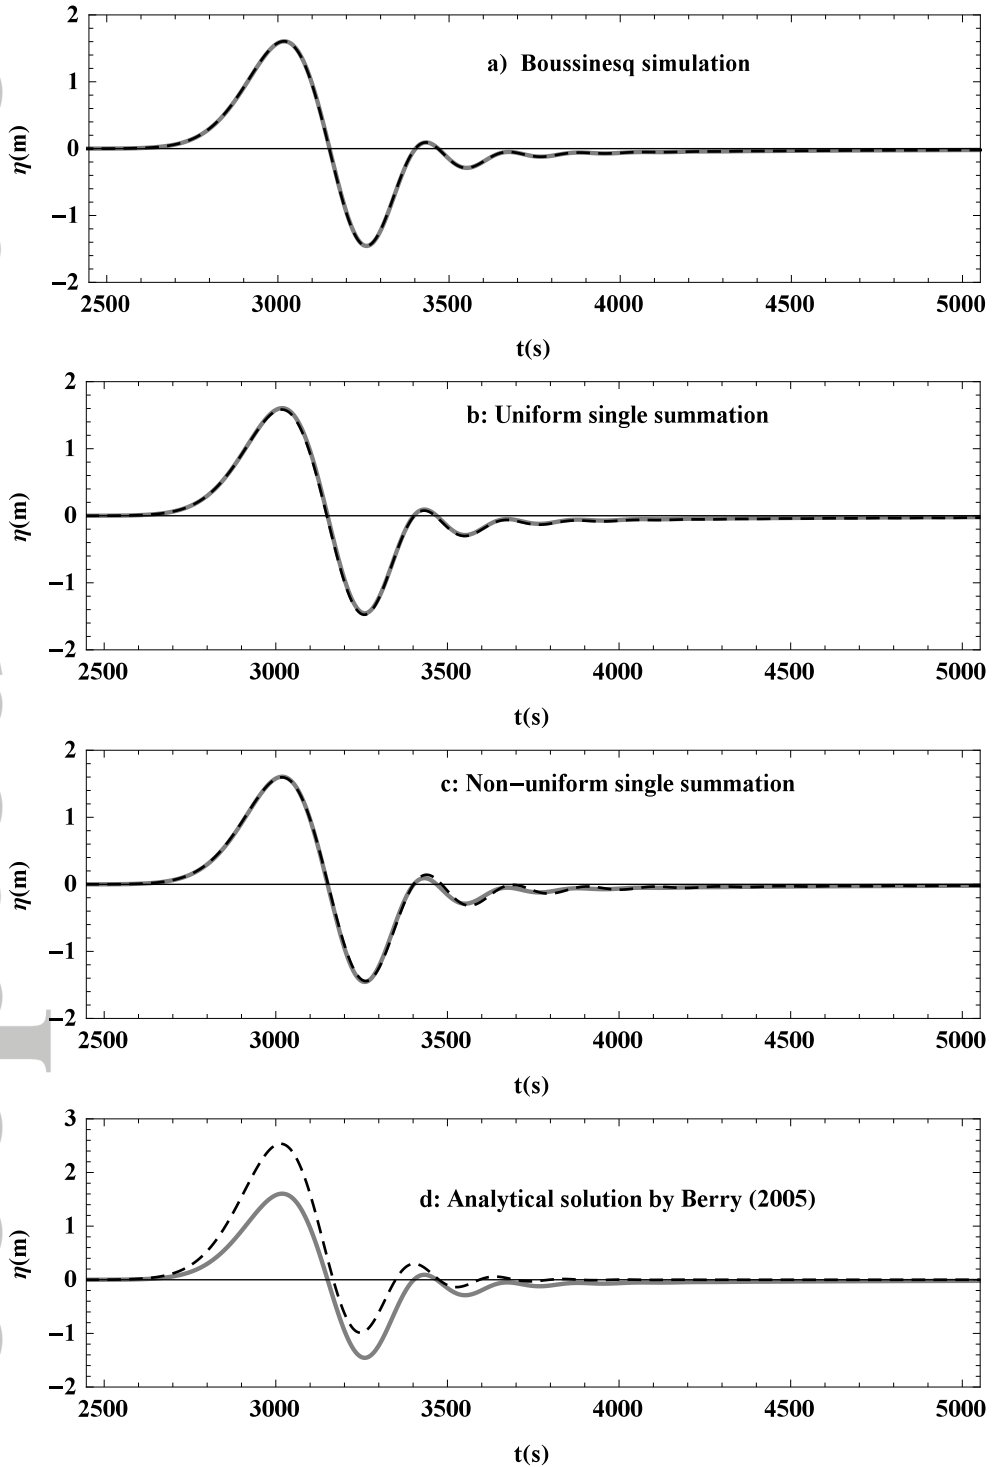 2
a) Boussinesq simulation
1
η(m)
0
−1
−2
2500 3000 3500 4000 4500 5000
t(s)
2
b: Uniform single summation
1
η(m)
0
−1
−2
2500 3000 3500 4000 4500 5000
t(s)
2
c: Non−uniform single summation
1
η(m)
0
−1
−2
2500 3000 3500 4000 4500 5000
t(s)
3
2
d: Analytical solution by Berry (2005)
1
η(m)
0
−1
−2
2500 3000 3500 4000 4500 5000
t(s)